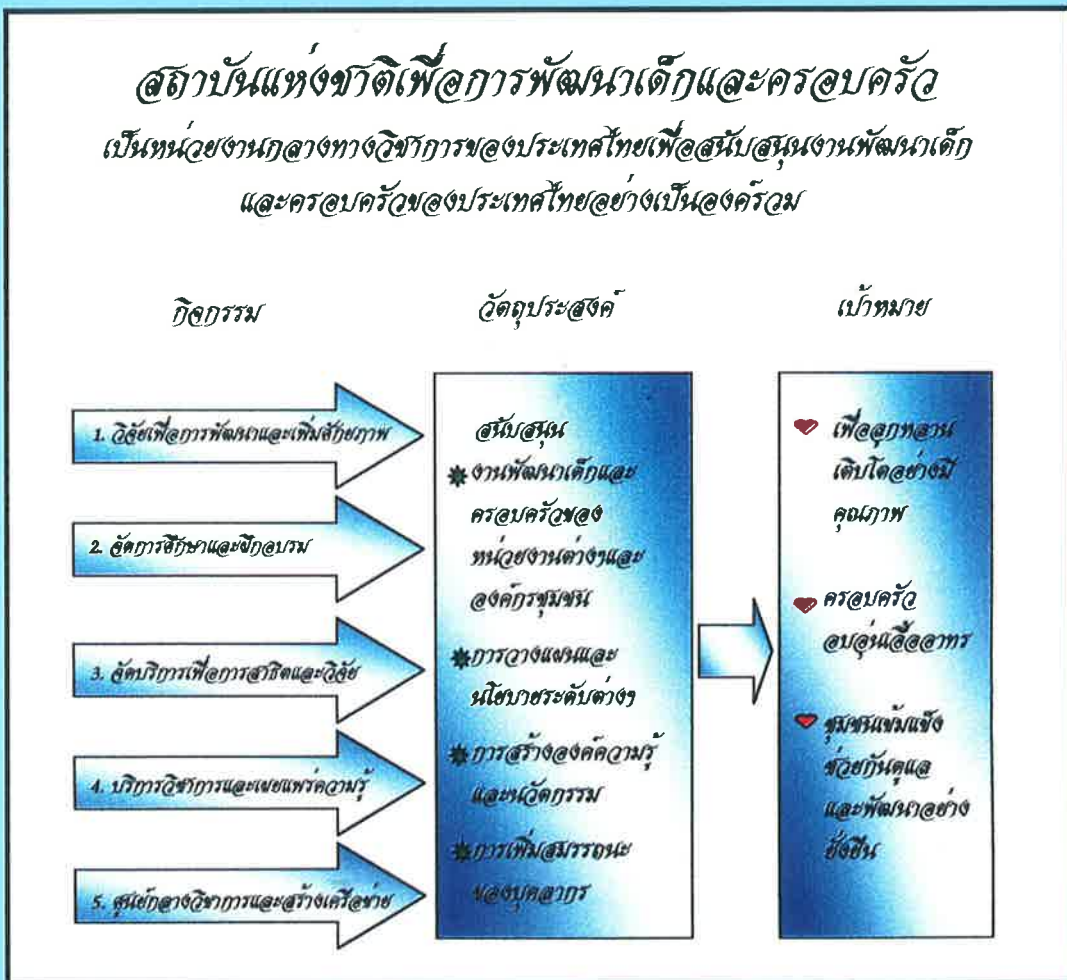 สถาบันแห่งชาติเพื่อการพัฒนาเด็กและครอบครัว
เป็นหน่วยงานกลางทางวิชาการของประเทศไทยเพื่อสนับสนุนงานพัฒนาเด็ก
และครอบครัวของประเทศไทยอย่างเป็นองค์รวม
กิจกรรม
1. วิจัยเพื่อการพัฒนาและเพิ่มศักยภาพ
2. จัดการศึกษาและฝึกอบรม
3. จัดบริการเพื่อการสาธิตและวิจัย
4. บริการวิชาการและเผยแพร่ความรู้
5. ศูนย์กลางวิชาการและสร้างเครือข่าย
วัตถุประสงค์
สนับสนุน
งานพัฒนาเด็กและ
ครอบครัวของ
หน่วยงานต่างๆและ
องค์กรชุมชน
การวางแผนและ
นโยบายระดับต่างๆ
การสร้างองค์ความรู้
และนวัตกรรม
การเพิ่มสมรรถนะ
ของบุคลากร
เป้าหมาย
เพื่อลูกหลาน
เติบโตอย่างมี
คุณภาพ
ครอบครัว
อบอุ่นเอื้ออาทร
ชุมชนเข้มแข็ง
ช่วยกันดูแล
และพัฒนาอย่าง
ยั่งยืน